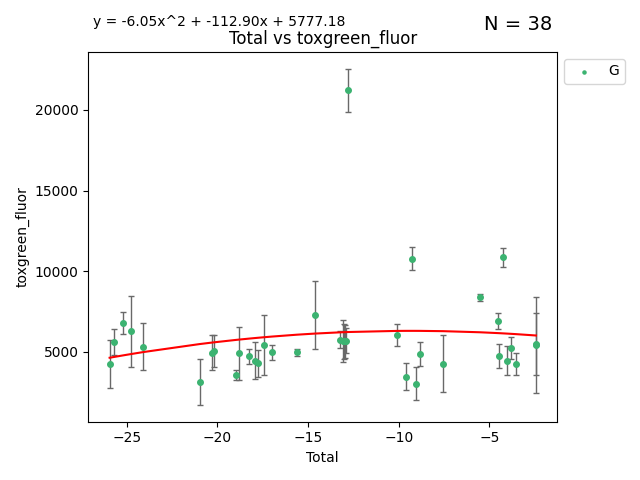 y = -6.05x^2 + -112.90x + 5777.18
N = 38
Total vs toxgreen_fluor
G
20000
15000
10000
5000
toxgreen_fluor
−25
−20
−15
−10
−5
Total